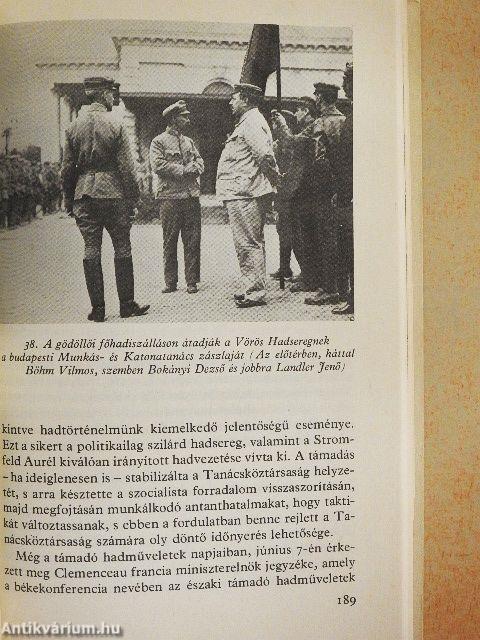 38. A gödöllői főhadiszálláson átadják a Vörös Hadseregnek
a budapesti Munkás- és Katonatanács zászlaját (Az előtérben, háttal
Böhm Vilmos, szemben Bokányi Dezső és jobbra Landler Jenő)
kintve hadtörténelmünk kiemelkedő jelentőségű eseménye.
Ezt a sikert a politikailag szilárd hadsereg, valamint a Strom-
feld Aurél kiválóan irányított hadvezetése vívta ki. A támadás
– ha ideiglenesen is – stabilizálta a Tanácsköztársaság helyze-
tét, s arra késztette a szocialista forradalom visszaszorításán,
majd megfojtásán munkálkodó antanthatalmakat, hogy takti-
kát változtassanak, s ebben a fordulatban benne rejlett a Ta-
nácsköztársaság számára oly döntő időnyerés lehetősége.
Még a támadó hadműveletek napjaiban, június 7-én érke-
zett meg Clemenceau francia miniszterelnök jegyzéke, amely
a békekonferencia nevében az északi támadó hadműveletek
189
Antikvárium.hu